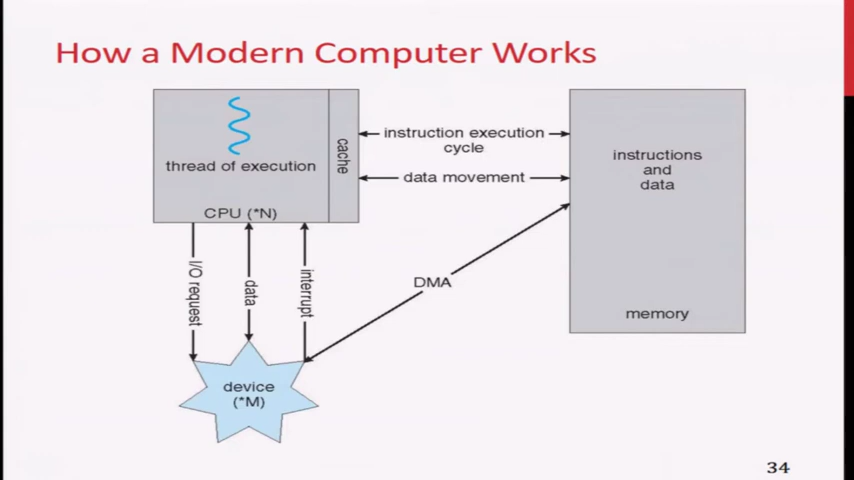 How a Modern Computer Works
thread of execution
cache
CPU (*N)
instruction execution
cycle
data movement
instructions
and
data
memory
I/O request
data
interrupt
DMA
device
(*M)
34